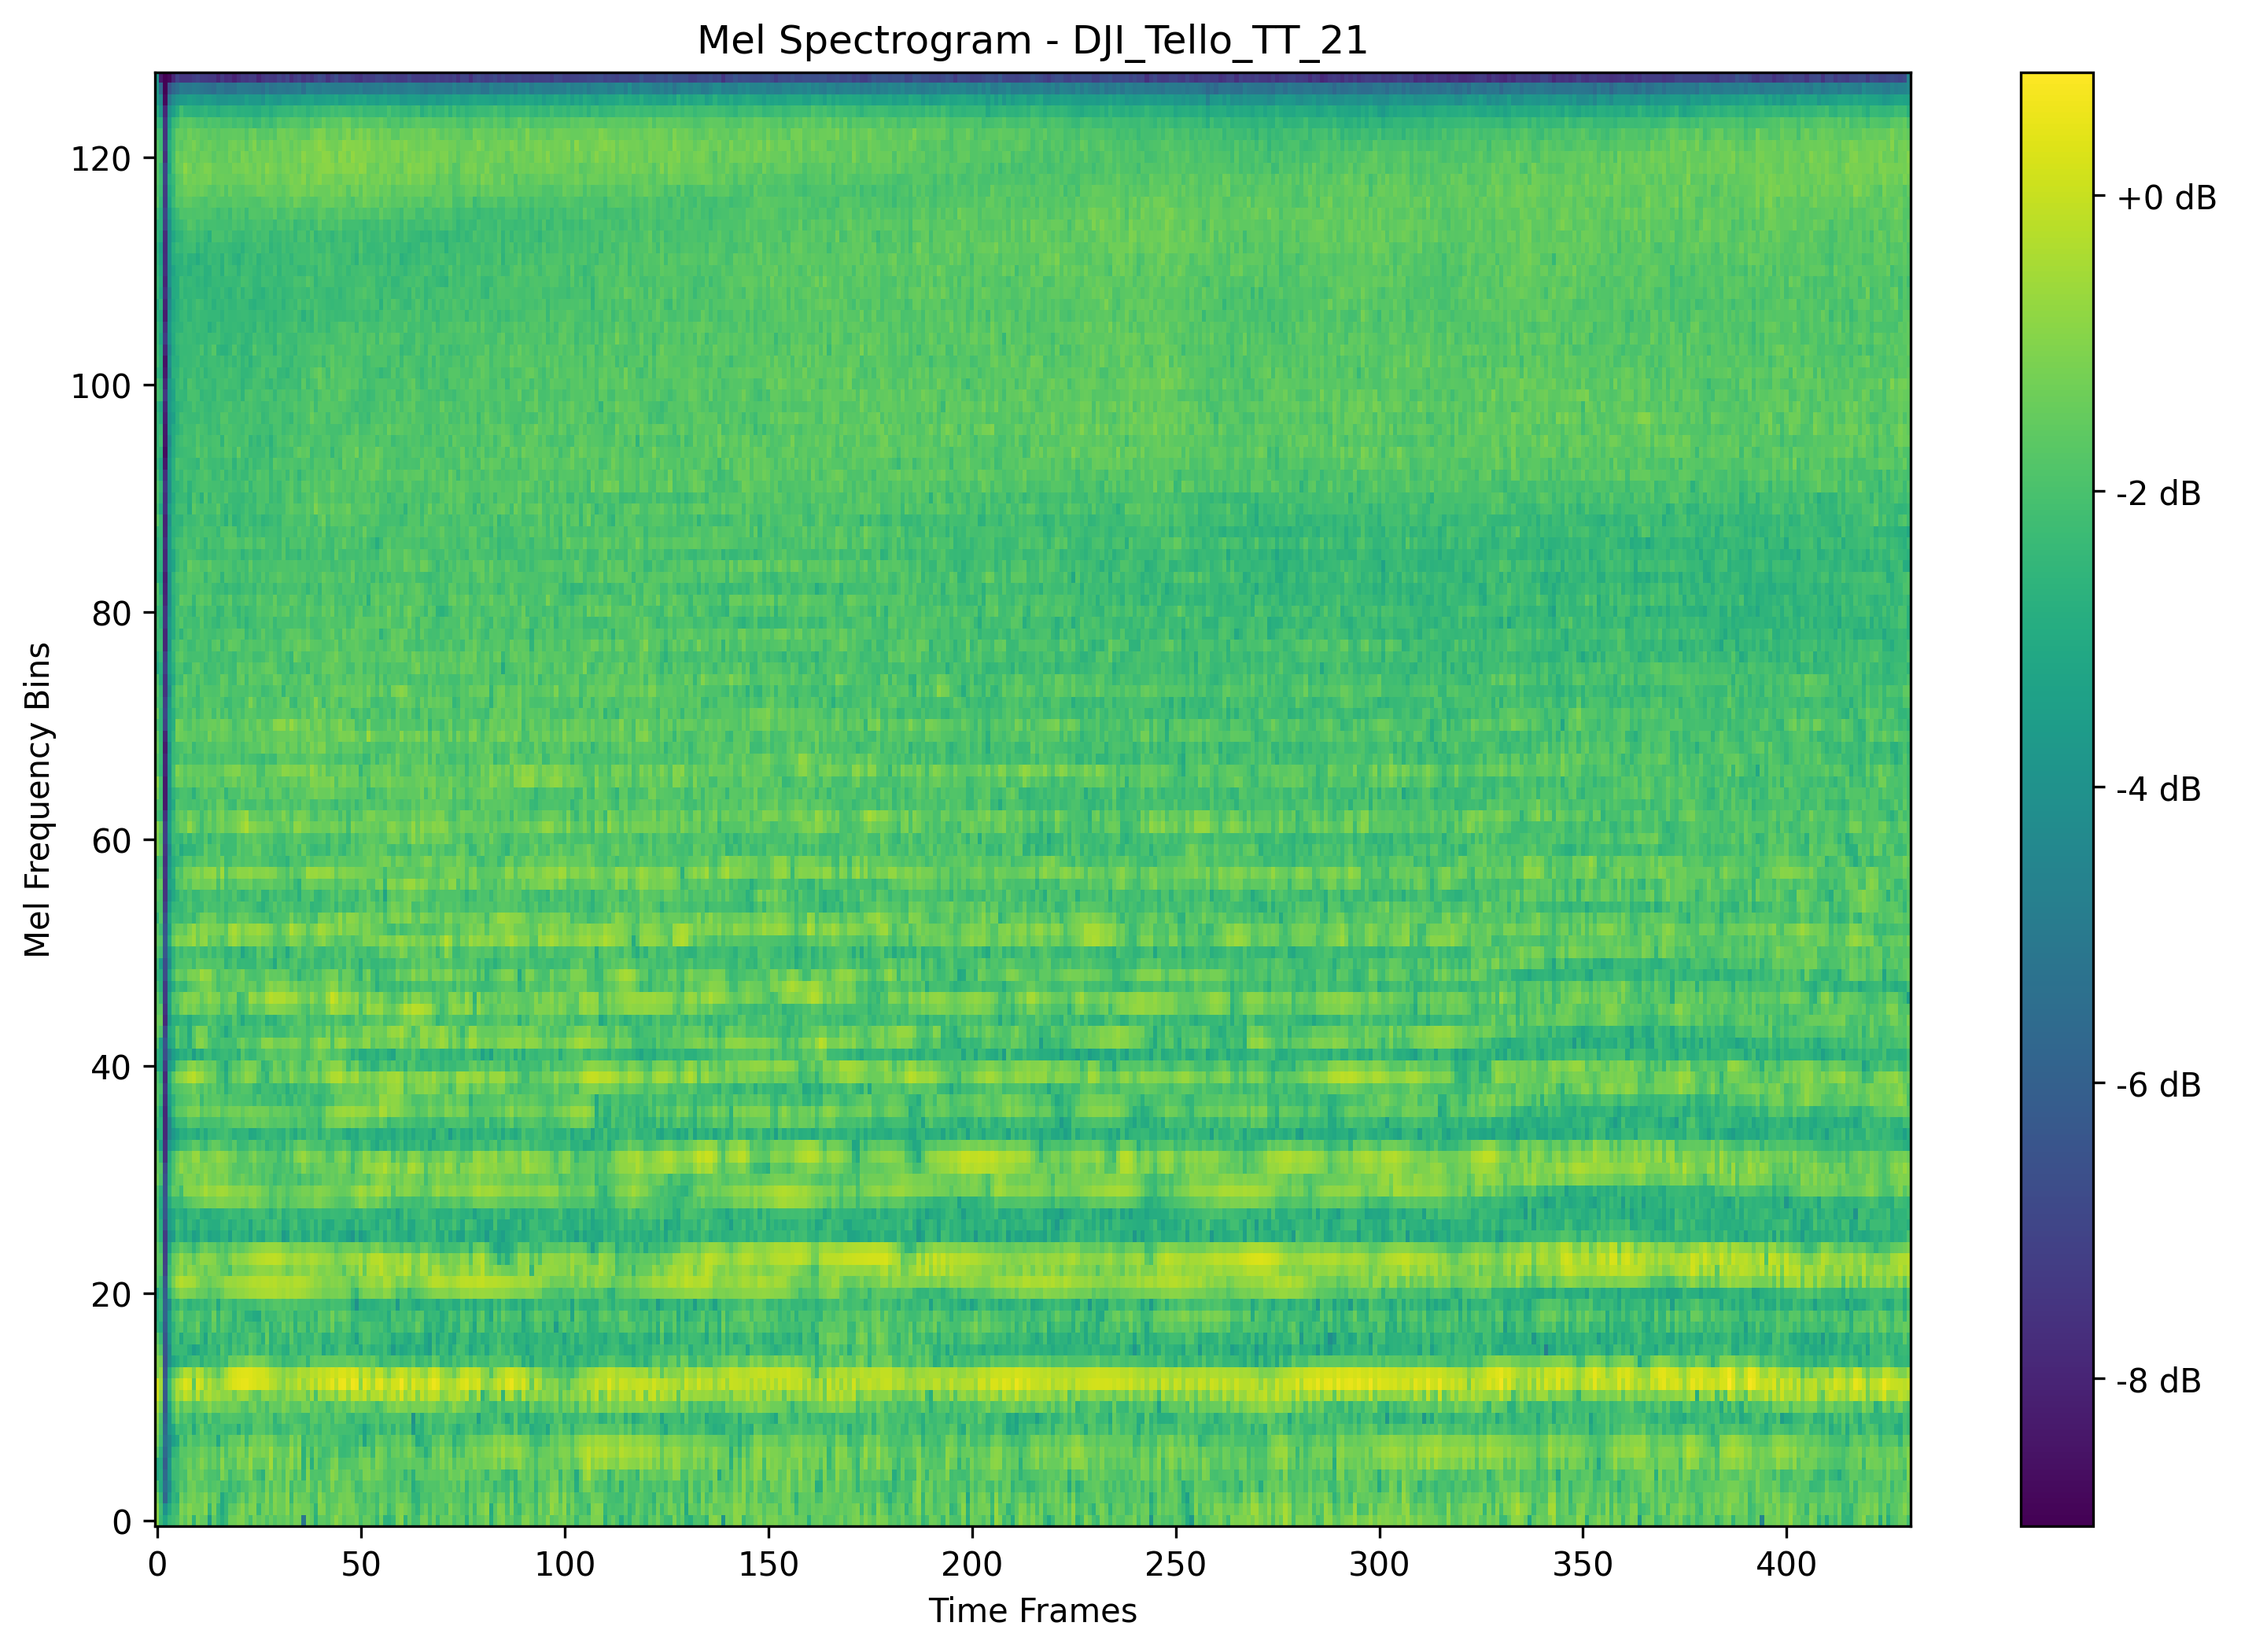 Mel Spectrogram - DJI_Tello_TT_21
Mel Frequency Bins
120
100
80
60
40
20
0
0 50 100 150 200 250 300 350 400
Time Frames
+0 dB
-2 dB
-4 dB
-6 dB
-8 dB